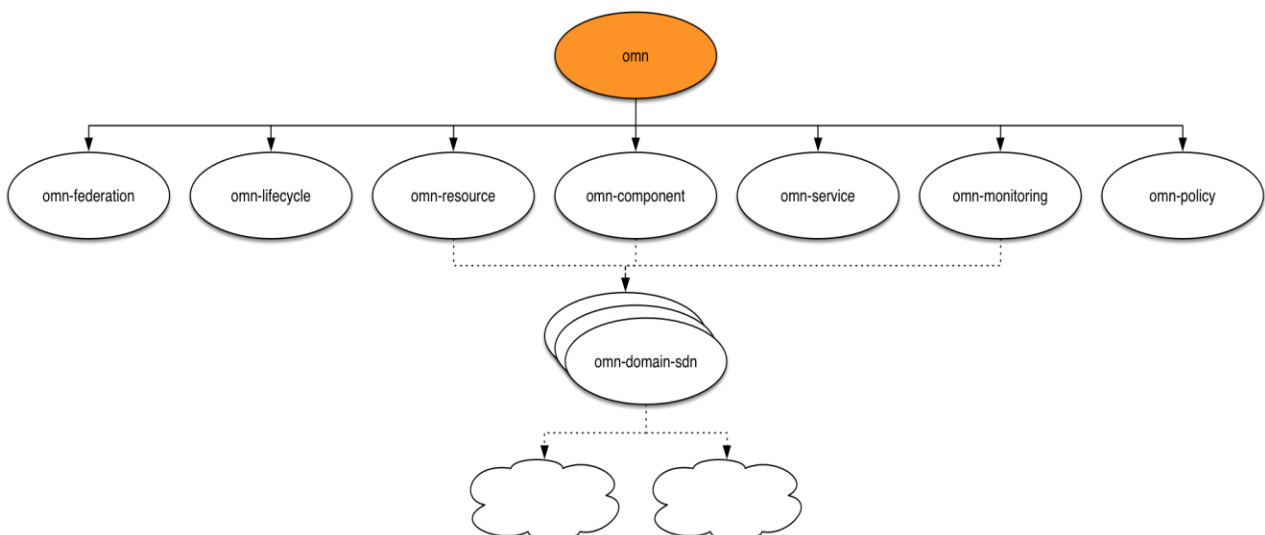 omn
omn-federation
omn-lifecycle
omn-resource
omn-component
omn-service
omn-monitoring
omn-policy
omn-domain-sdn